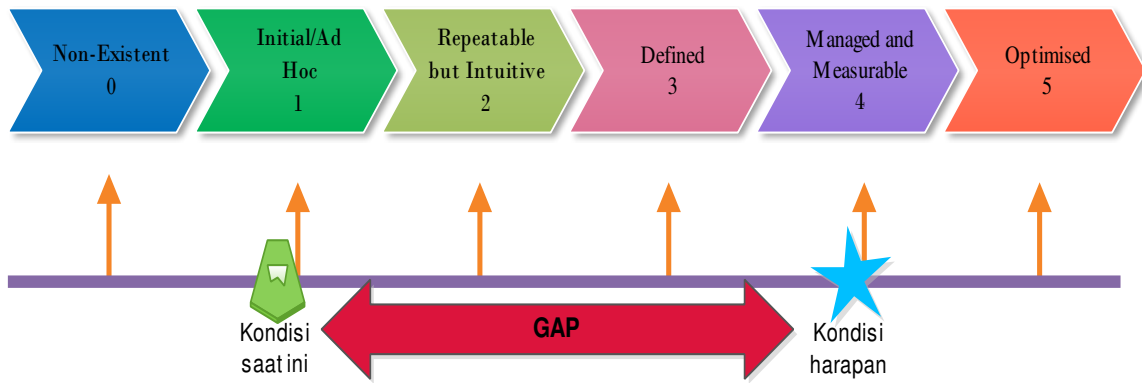 Non-Existent
0
Initial/Ad
Hoc
1
Repeatable
but Intuitive
2
Defined
3
Managed and
Measurable
4
Optimised
5
GAP
Kondisi
saat ini
Kondisi
harapan